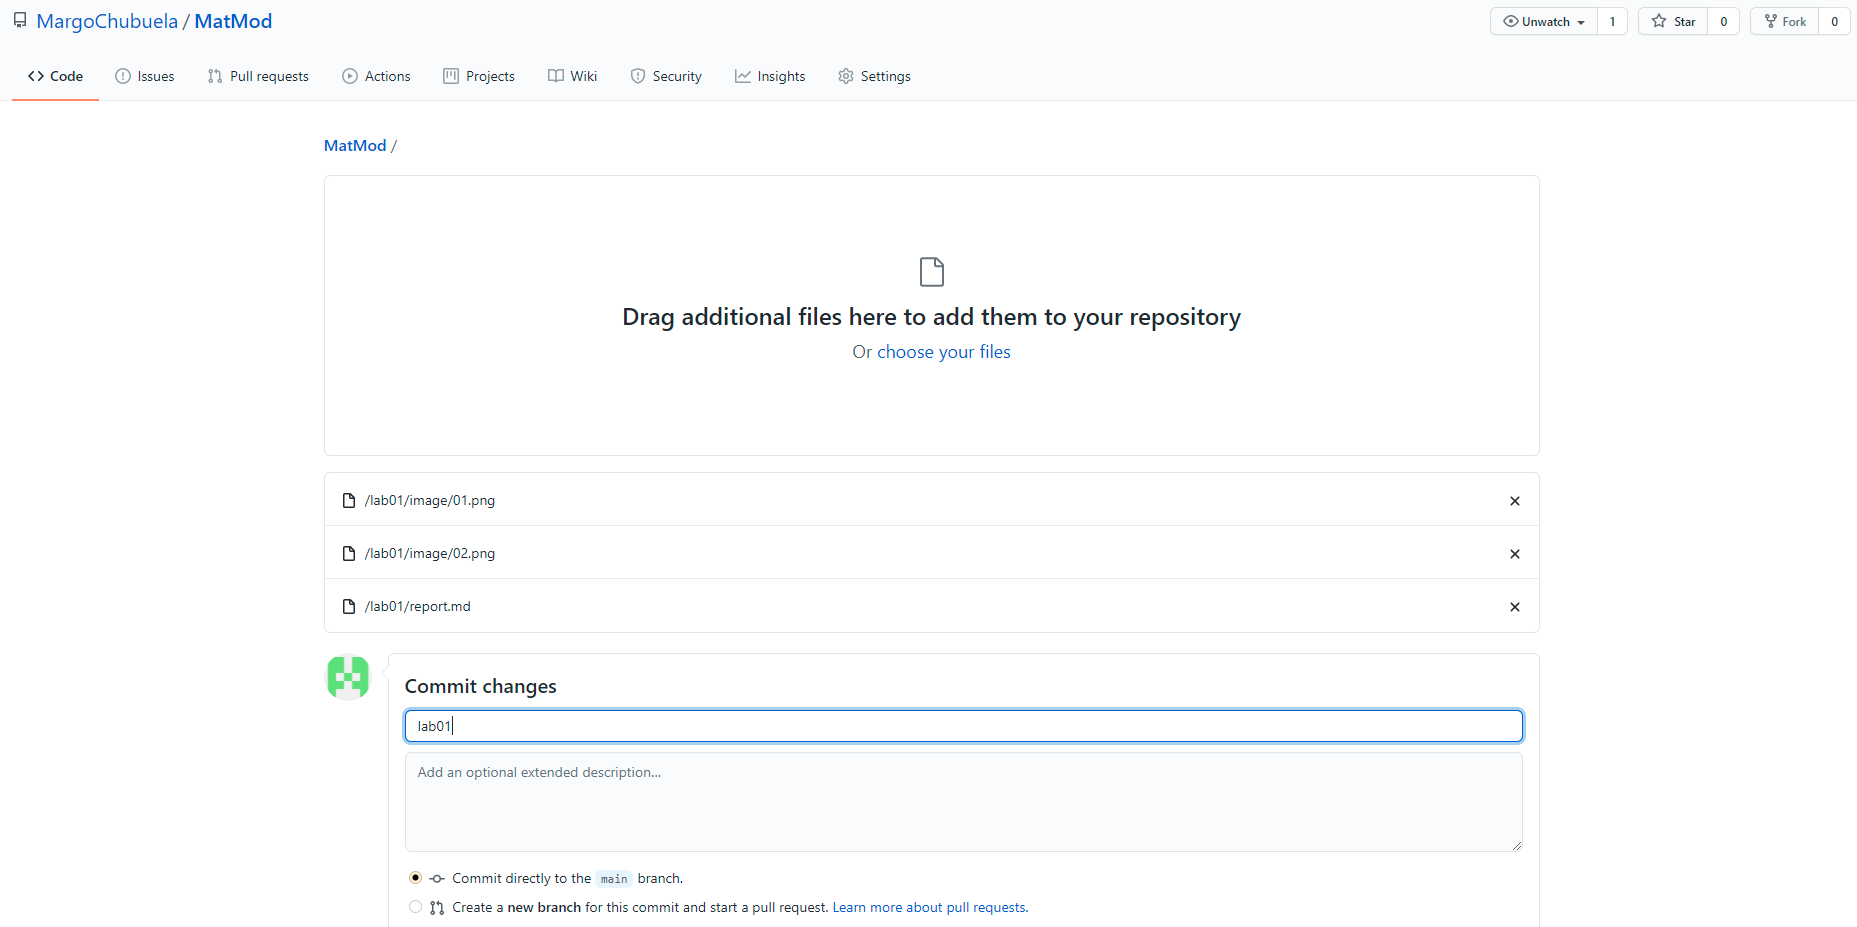 MargoChubuela / MatMod
Unwatch 1 Star 0 Fork 0
Code Issues Pull requests Actions Projects Wiki Security Insights Settings
MatMod /
Drag additional files here to add them to your repository
Or choose your files
/lab01/image/01.png
/lab01/image/02.png
/lab01/report.md
Commit changes
lab01
Add an optional extended description...
Commit directly to the main branch.
Create a new branch for this commit and start a pull request. Learn more about pull requests.